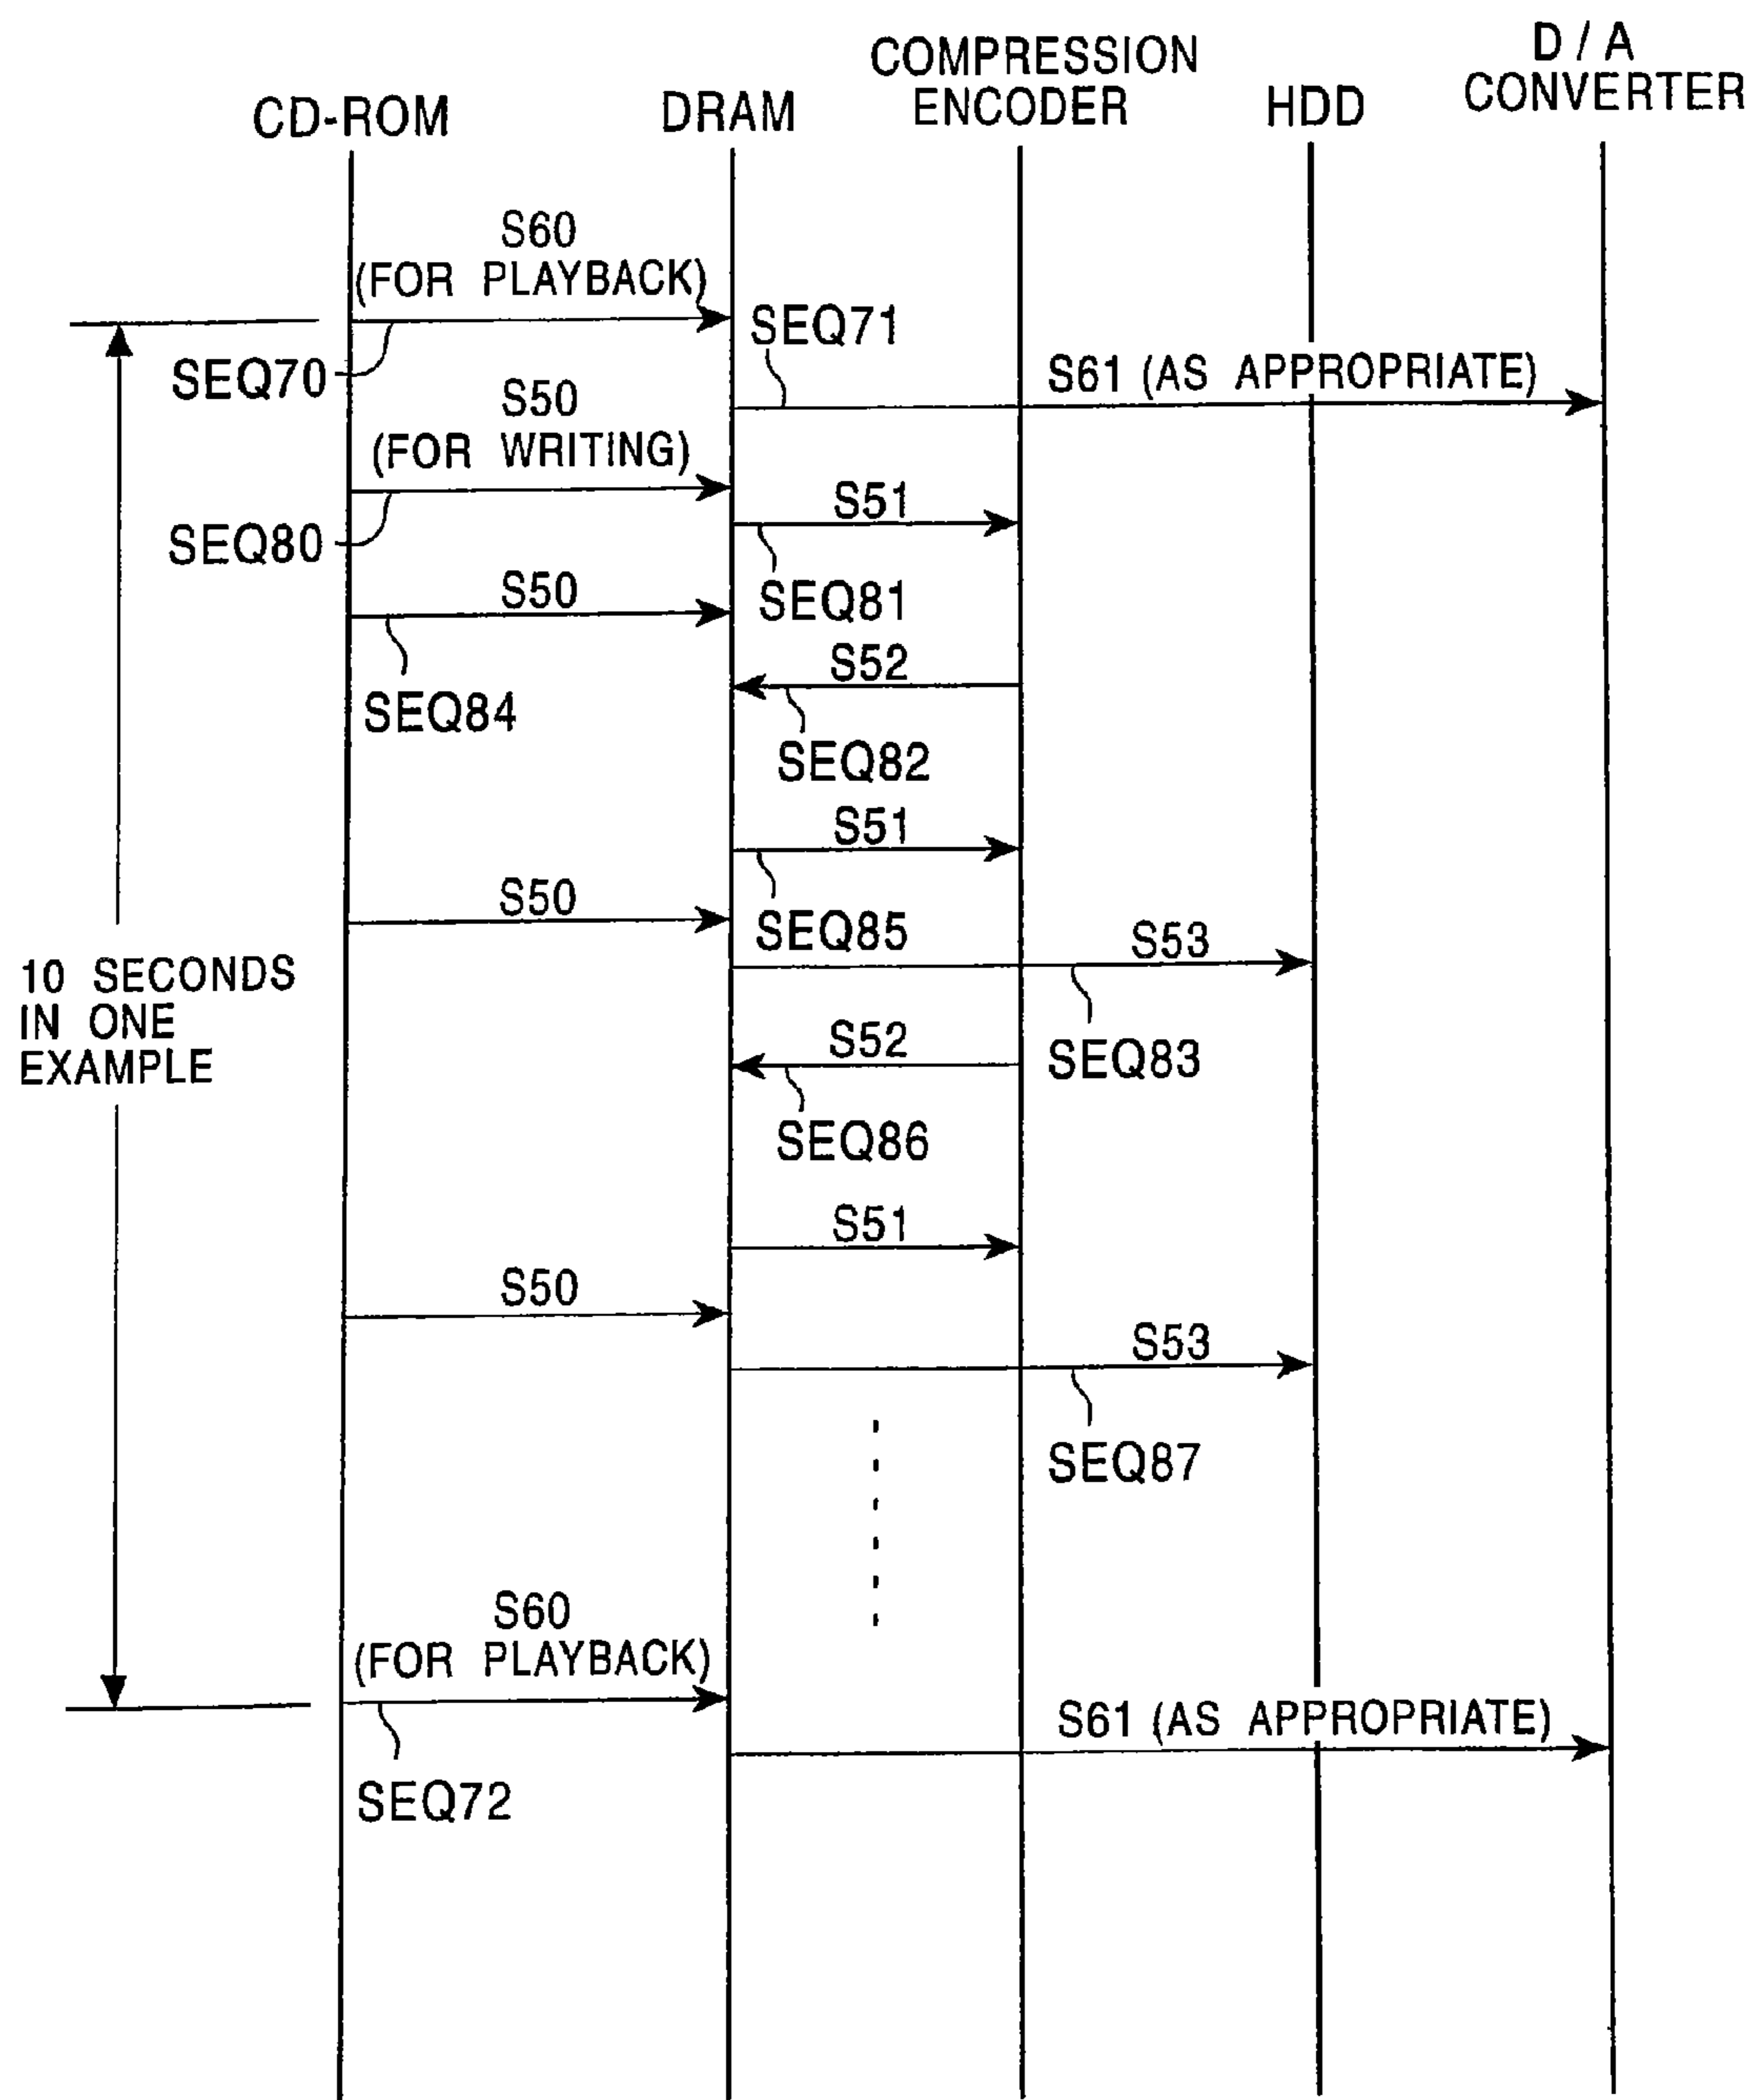 CD-ROM
DRAM
COMPRESSION
ENCODER
HDD
D / A
CONVERTER
S60
(FOR PLAYBACK)
SEQ70
SEQ71
S61 (AS APPROPRIATE)
S50
(FOR WRITING)
SEQ80
S51
SEQ81
S50
SEQ84
S52
SEQ82
S51
SEQ85
S50
S53
SEQ83
10 SECONDS
IN ONE
EXAMPLE
S52
SEQ86
S51
S50
S53
SEQ87
S60
(FOR PLAYBACK)
SEQ72
S61 (AS APPROPRIATE)